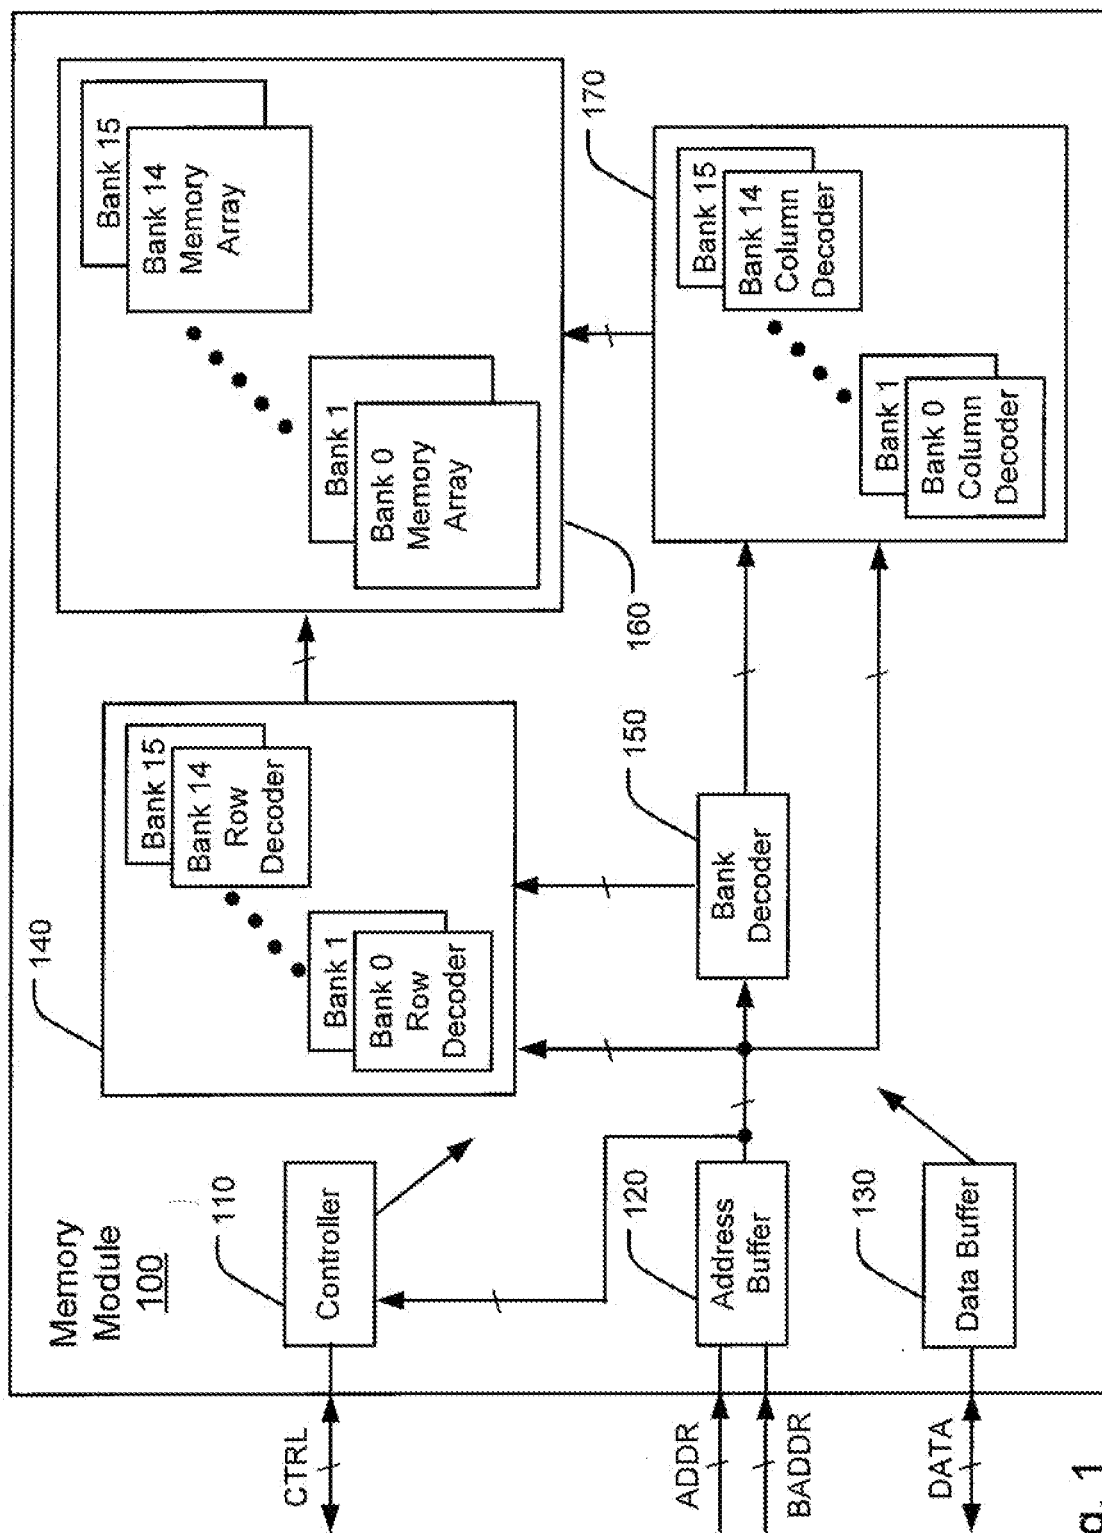 Memory
Module
100
110
Controller
CTRL
120
Address
Buffer
ADDR
BADDR
130
Data Buffer
DATA
140
Bank 15
Bank 14
Row
Decoder
Bank 1
Bank 0
Row
Decoder
150
Bank
Decoder
160
Bank 15
Bank 14
Memory
Array
Bank 1
Bank 0
Memory
Array
170
Bank 15
Bank 14
Column
Decoder
Bank 1
Bank 0
Column
Decoder
g. 1